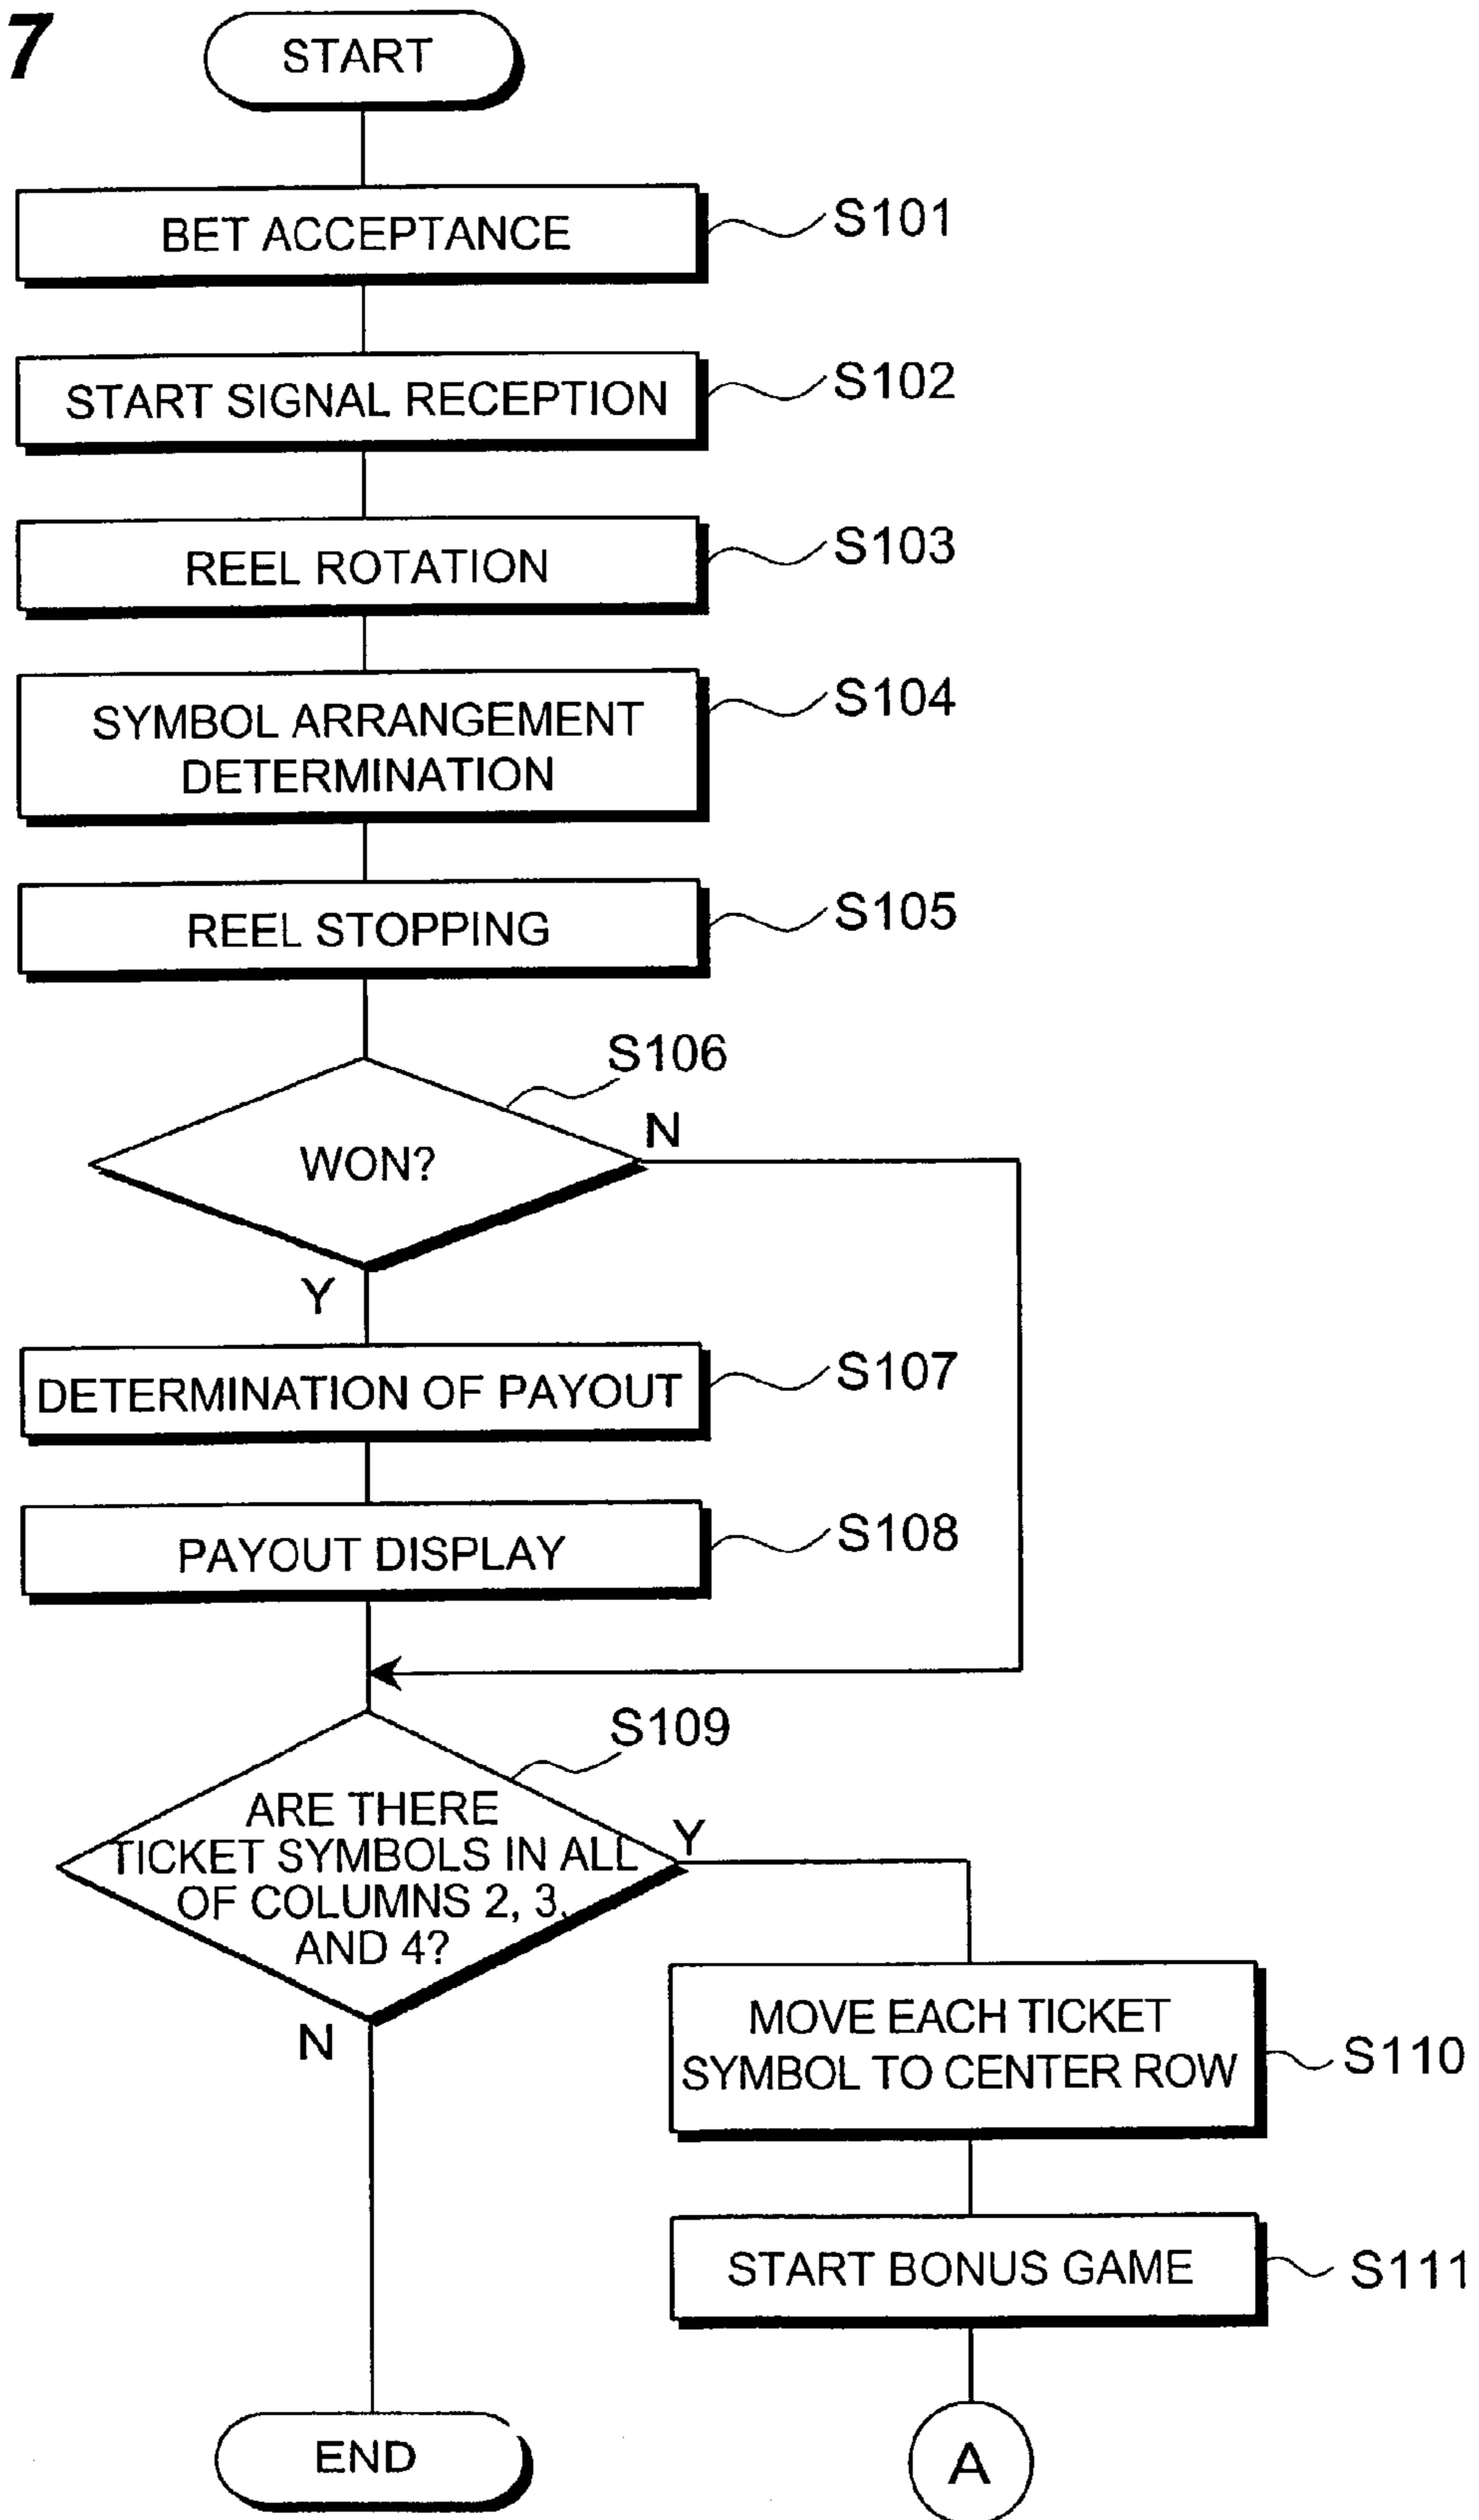 7
START
BET ACCEPTANCE
S101
START SIGNAL RECEPTION
S102
REEL ROTATION
S103
SYMBOL ARRANGEMENT
DETERMINATION
S104
REEL STOPPING
S105
S106
WON?
N
Y
DETERMINATION OF PAYOUT
S107
PAYOUT DISPLAY
S108
S109
ARE THERE
TICKET SYMBOLS IN ALL
OF COLUMNS 2, 3,
AND 4?
Y
N
MOVE EACH TICKET
SYMBOL TO CENTER ROW
S110
START BONUS GAME
S111
END
A